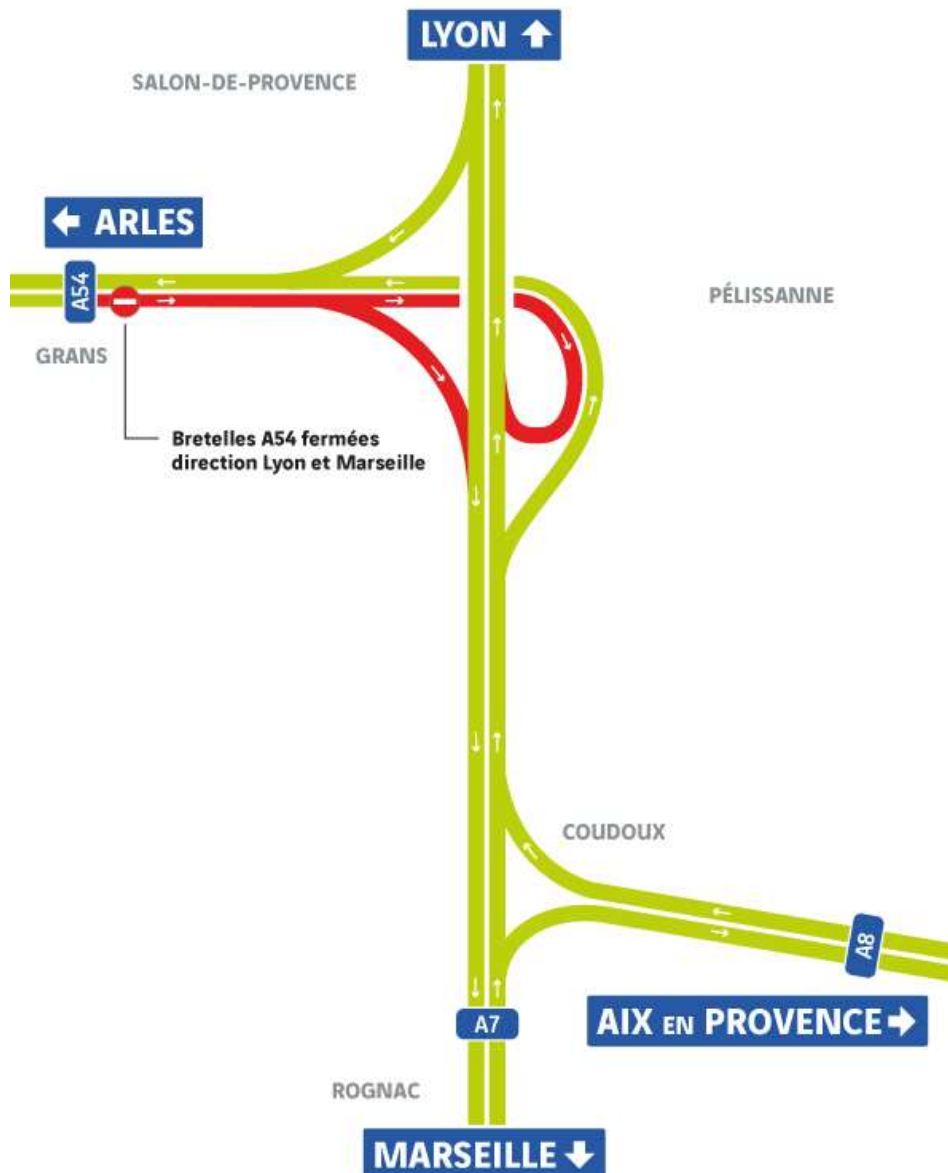 LYON
SALON-DE-PROVENCE
ARLES
A54
PÉLISSANNE
GRANS
Bretelles A54 fermées
direction Lyon et Marseille
COUDOUX
A8
AIX EN PROVENCE
A7
ROGNAC
MARSEILLE